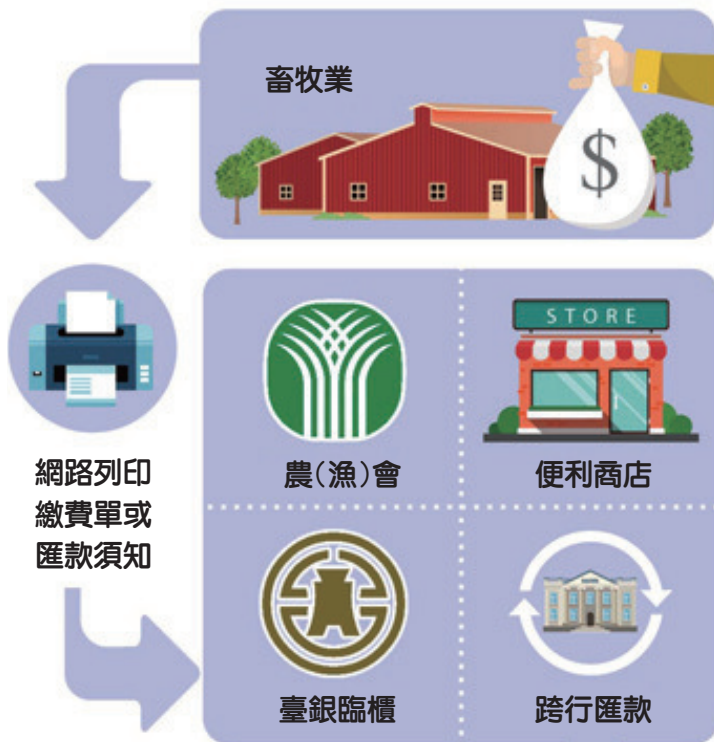 畜牧業
$
網路列印
繳費單或
匯款須知
農(漁)會
STORE
便利商店
臺銀臨櫃
跨行匯款